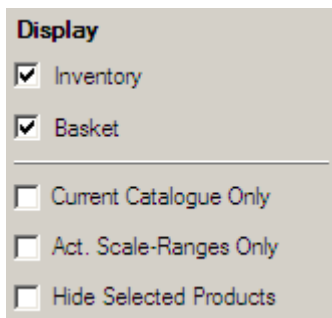 Display
Inventory
Basket
Current Catalogue Only
Act. Scale-Ranges Only
Hide Selected Products